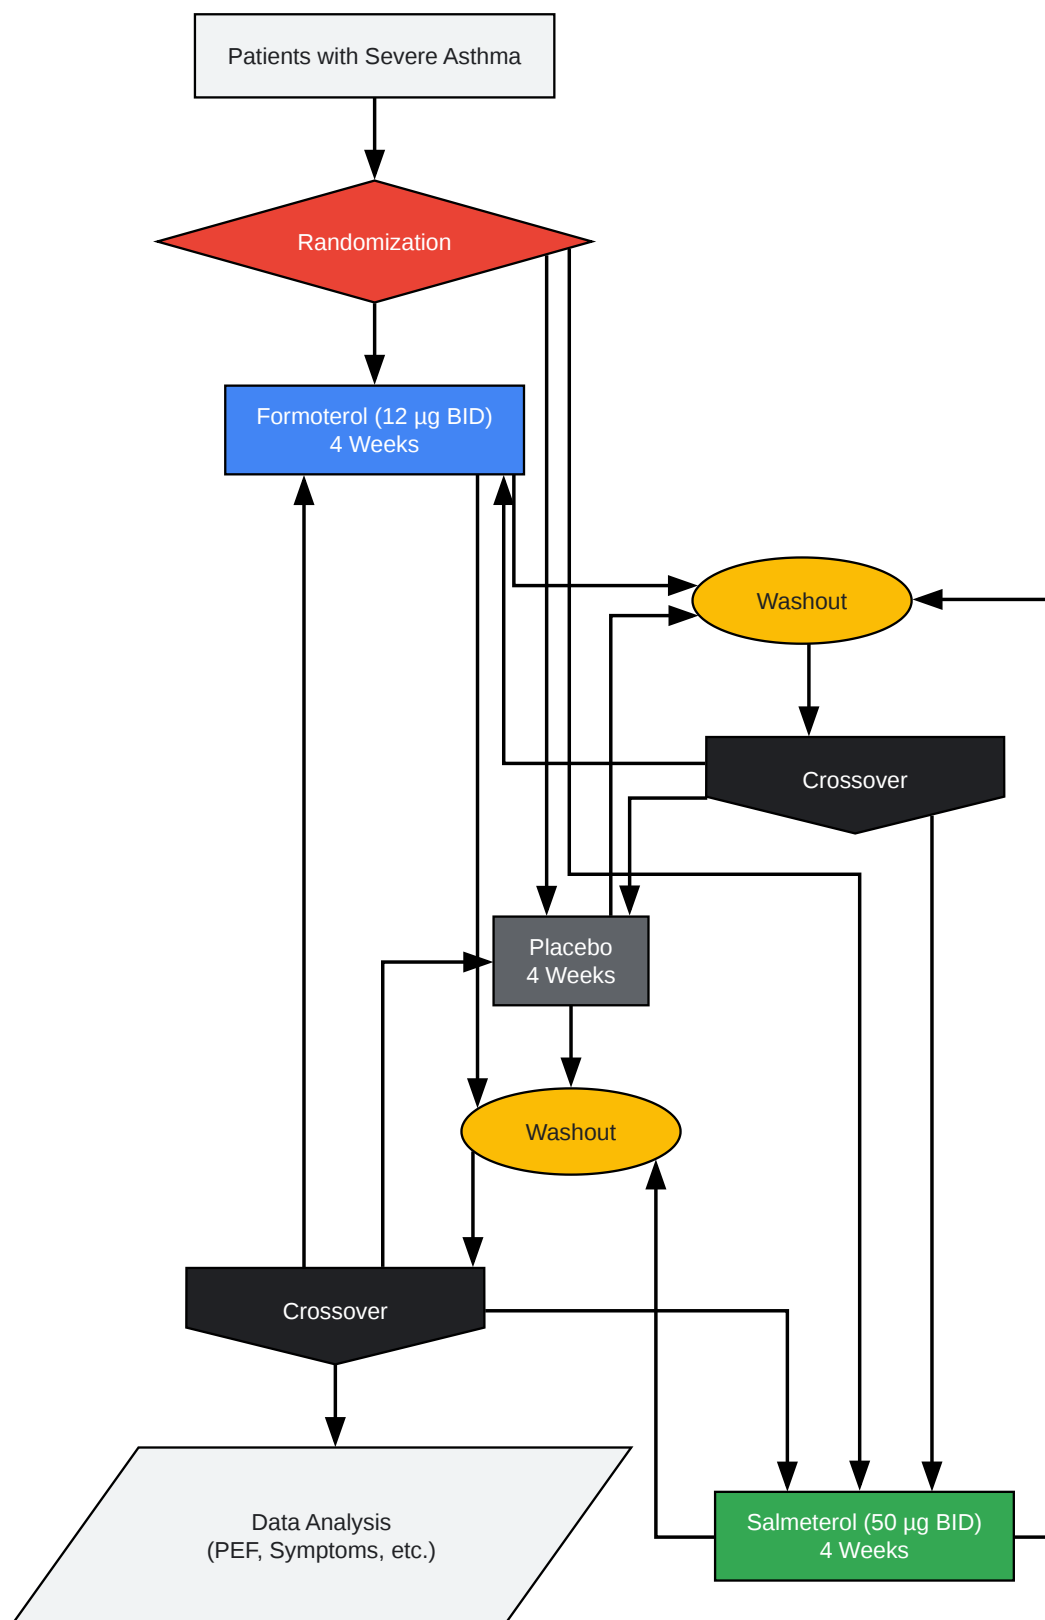 Patients with Severe Asthma
Randomization
Formoterol (12 µg BID)
4 Weeks
Washout
Crossover
Placebo
4 Weeks
Washout
Crossover
Data Analysis
(PEF, Symptoms, etc.)
Salmeterol (50 µg BID)
4 Weeks